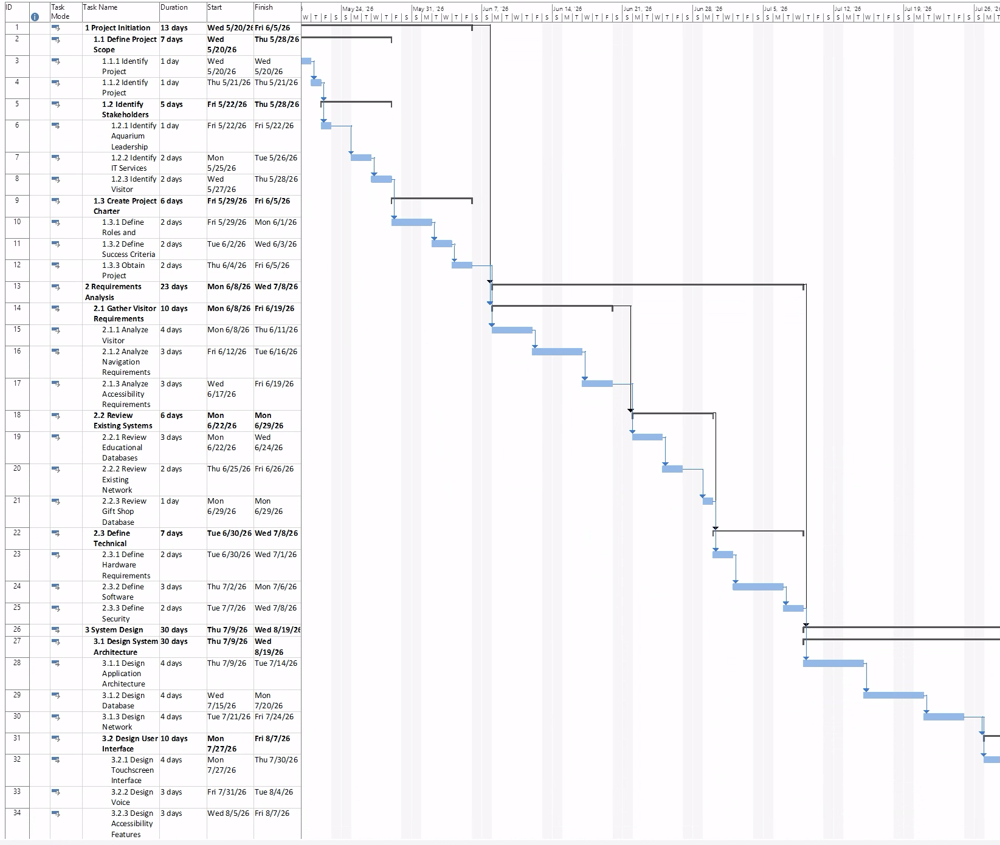 ID Task Mode Task Name Duration Start Finish
May 24, '26 May 31, '26 Jun 7, '26 Jun 14, '26 Jun 21, '26 Jun 28, '26 Jul 5, '26 Jul 12, '26 Jul 19, '26 Jul 26, '26
W T F S S M T W T F S S M T W T F S S M T W T F S S M T W T F S S M T W T F S S M T W T F S S M T W T F S S M T W T F S S M T W T F S S M T
1 1 Project Initiation 13 days Wed 5/20/26 Fri 6/5/26
2 1.1 Define Project 7 days Wed Thu 5/28/26
Scope 5/20/26
3 1.1.1 Identify 1 day Wed Wed
Project 5/20/26 5/20/26
4 1.1.2 Identify 1 day Thu 5/21/26 Thu 5/21/26
Project
5 1.2 Identify 5 days Fri 5/22/26 Thu 5/28/26
Stakeholders
6 1.2.1 Identify 1 day Fri 5/22/26 Fri 5/22/26
Aquarium
Leadership
7 1.2.2 Identify 2 days Mon Tue 5/26/26
IT Services 5/25/26
8 1.2.3 Identify 2 days Wed Thu 5/28/26
Visitor 5/27/26
9 1.3 Create Project 6 days Fri 5/29/26 Fri 6/5/26
Charter
10 1.3.1 Define 2 days Fri 5/29/26 Mon 6/1/26
Roles and
11 1.3.2 Define 2 days Tue 6/2/26 Wed 6/3/26
Success Criteria
12 1.3.3 Obtain 2 days Thu 6/4/26 Fri 6/5/26
Project
13 2 Requirements 23 days Mon 6/8/26 Wed 7/8/26
Analysis
14 2.1 Gather Visitor 10 days Mon 6/8/26 Fri 6/19/26
Requirements
15 2.1.1 Analyze 4 days Mon 6/8/26 Thu 6/11/26
Visitor
16 2.1.2 Analyze 3 days Fri 6/12/26 Tue 6/16/26
Navigation
Requirements
17 2.1.3 Analyze 3 days Wed Fri 6/19/26
Accessibility 6/17/26
Requirements
18 2.2 Review 6 days Mon Mon
Existing Systems 6/22/26 6/29/26
19 2.2.1 Review 3 days Mon Wed
Educational 6/22/26 6/24/26
Databases
20 2.2.2 Review 2 days Thu 6/25/26 Fri 6/26/26
Existing
Network
21 2.2.3 Review 1 day Mon Mon
Gift Shop 6/29/26 6/29/26
Database
22 2.3 Define 7 days Tue 6/30/26 Wed 7/8/26
Technical
23 2.3.1 Define 2 days Tue 6/30/26 Wed 7/1/26
Hardware
Requirements
24 2.3.2 Define 3 days Thu 7/2/26 Mon 7/6/26
Software
25 2.3.3 Define 2 days Tue 7/7/26 Wed 7/8/26
Security
26 3 System Design 30 days Thu 7/9/26 Wed 8/19/26
27 3.1 Design System 30 days Thu 7/9/26 Wed
Architecture 8/19/26
28 3.1.1 Design 4 days Thu 7/9/26 Tue 7/14/26
Application
Architecture
29 3.1.2 Design 4 days Wed Mon
Database 7/15/26 7/20/26
30 3.1.3 Design 4 days Tue 7/21/26 Fri 7/24/26
Network
31 3.2 Design User 10 days Mon Fri 8/7/26
Interface 7/27/26
32 3.2.1 Design 4 days Mon Thu 7/30/26
Touchscreen 7/27/26
Interface
33 3.2.2 Design 3 days Fri 7/31/26 Tue 8/4/26
Voice
34 3.2.3 Design 3 days Wed 8/5/26 Fri 8/7/26
Accessibility
Features